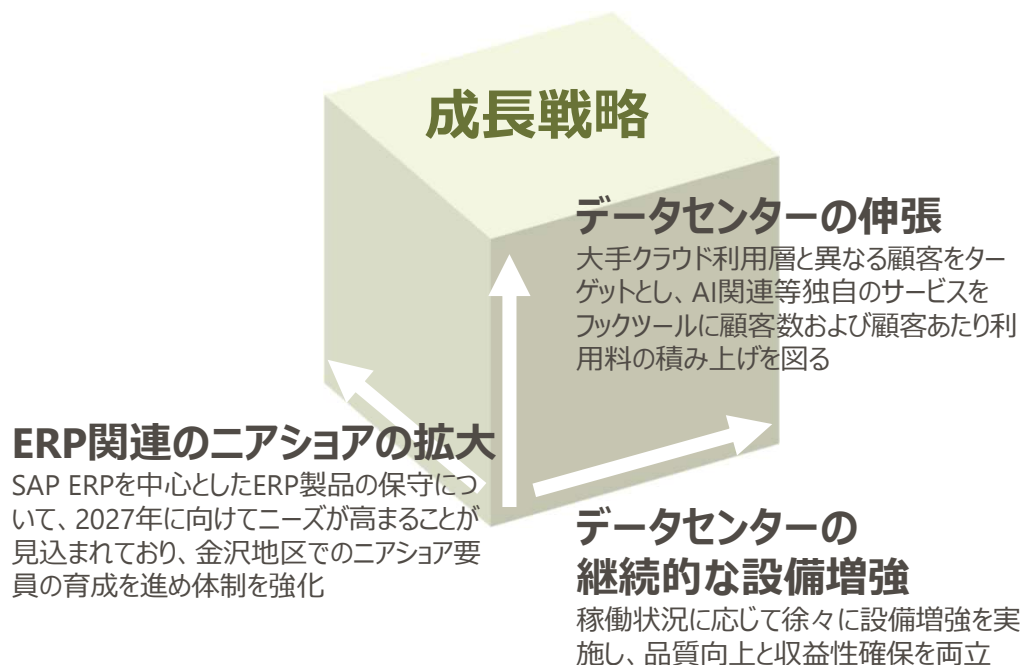 成長戦略
データセンターの伸張
大手クラウド利用層と異なる顧客をター
ゲットとし、AI関連等独自のサービスを
フックツールに顧客数および顧客あたり利
用料の積み上げを図る
ERP関連のニアショアの拡大
SAP ERPを中心としたERP製品の保守につ
いて、2027年に向けてニーズが高まることが
見込まれており、金沢地区でのニアショア要
員の育成を進め体制を強化
データセンターの
継続的な設備増強
稼働状況に応じて徐々に設備増強を実
施し、品質向上と収益性確保を両立